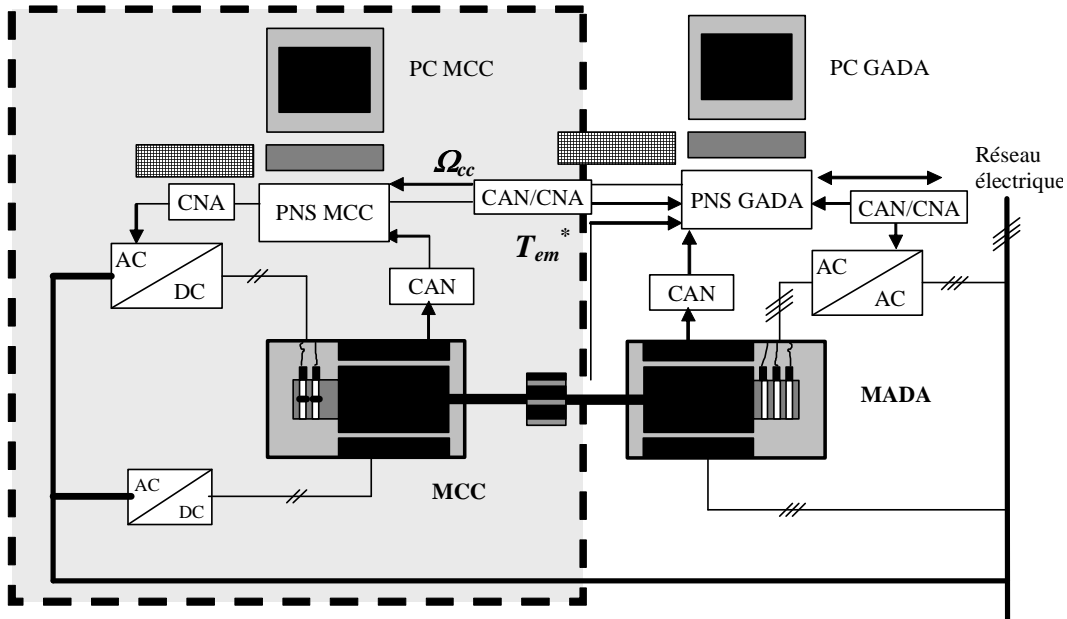 PC MCC
PC GADA
Ω_cc
Réseau
électrique
CNA
PNS MCC
CAN/CNA
PNS GADA
CAN/CNA
T_em*
AC
DC
CAN
CAN
AC
AC
MADA
AC
DC
MCC